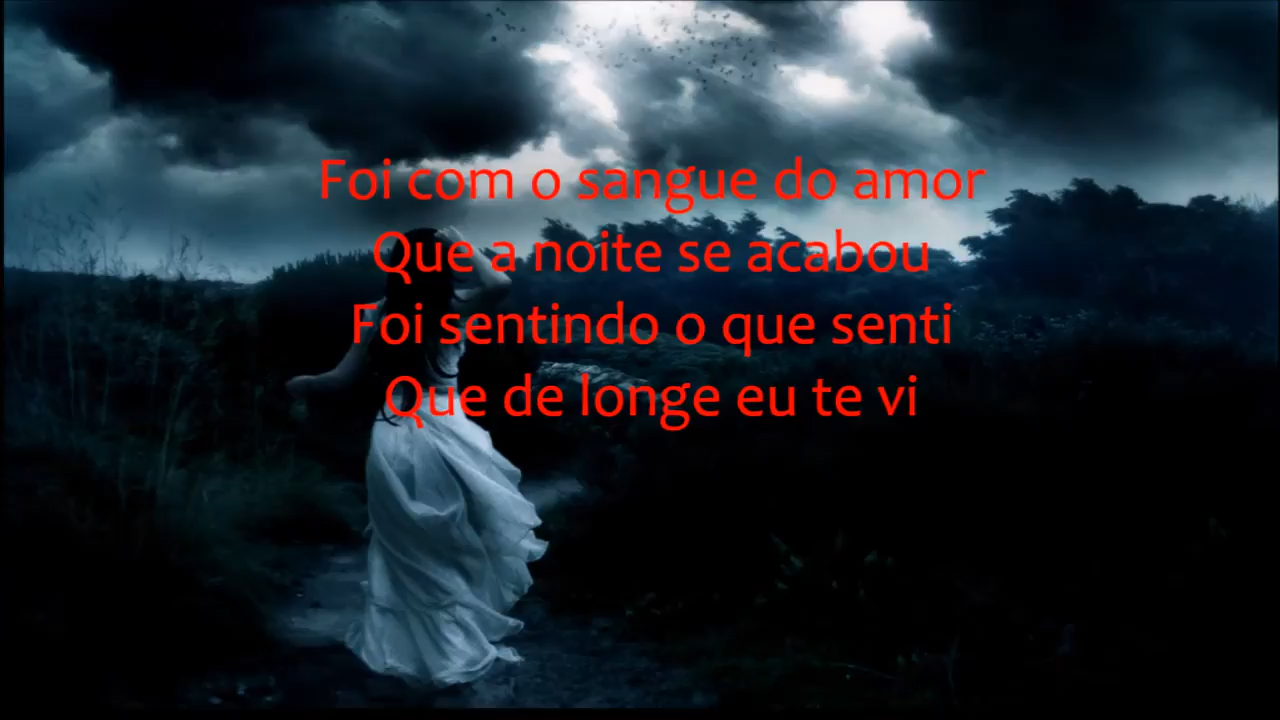 Foi com o sangue do amor
Que a noite se acabou
Foi sentindo o que senti
Que de longe eu te vi